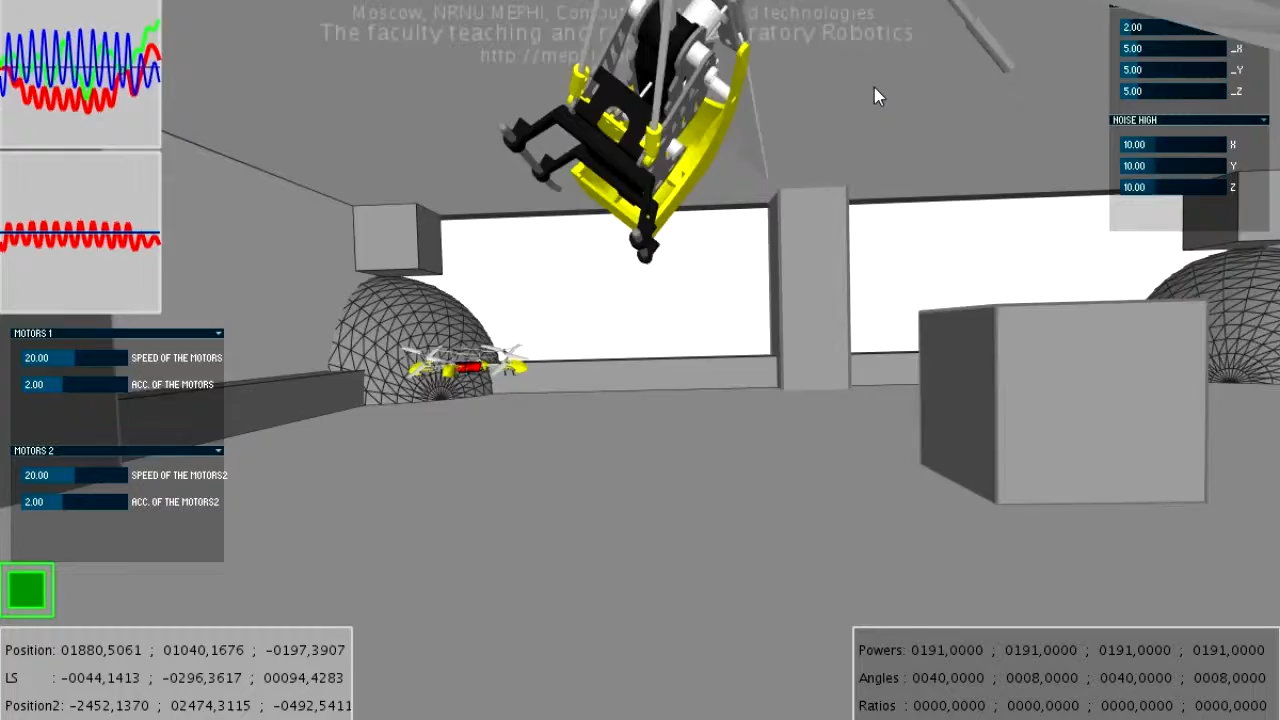 Moscow, NRNU MEPHI, d technologies
The faculty teaching and ratory Robotics
2.00
5.00 _X
5.00 _Y
5.00 _Z
NOISE HIGH
10.00 X
10.00 Y
10.00 Z
MOTORS 1
20.00 SPEED OF THE MOTORS
2.00 ACC. OF THE MOTORS
MOTORS 2
20.00 SPEED OF THE MOTORS2
2.00 ACC. OF THE MOTORS2
Position: 01880,5061 ; 01040,1676 ; -0197,3907
LS : -0044,1413 ; -0296,3617 ; 00094,4283
Position2: -2452,1370 ; 02474,3115 ; -0492,5411
Powers: 0191,0000 ; 0191,0000 ; 0191,0000 ; 0191,0000
Angles : 0040,0000 ; 0008,0000 ; 0040,0000 ; 0008,0000
Ratios : 0000,0000 ; 0000,0000 ; 0000,0000 ; 0000,0000